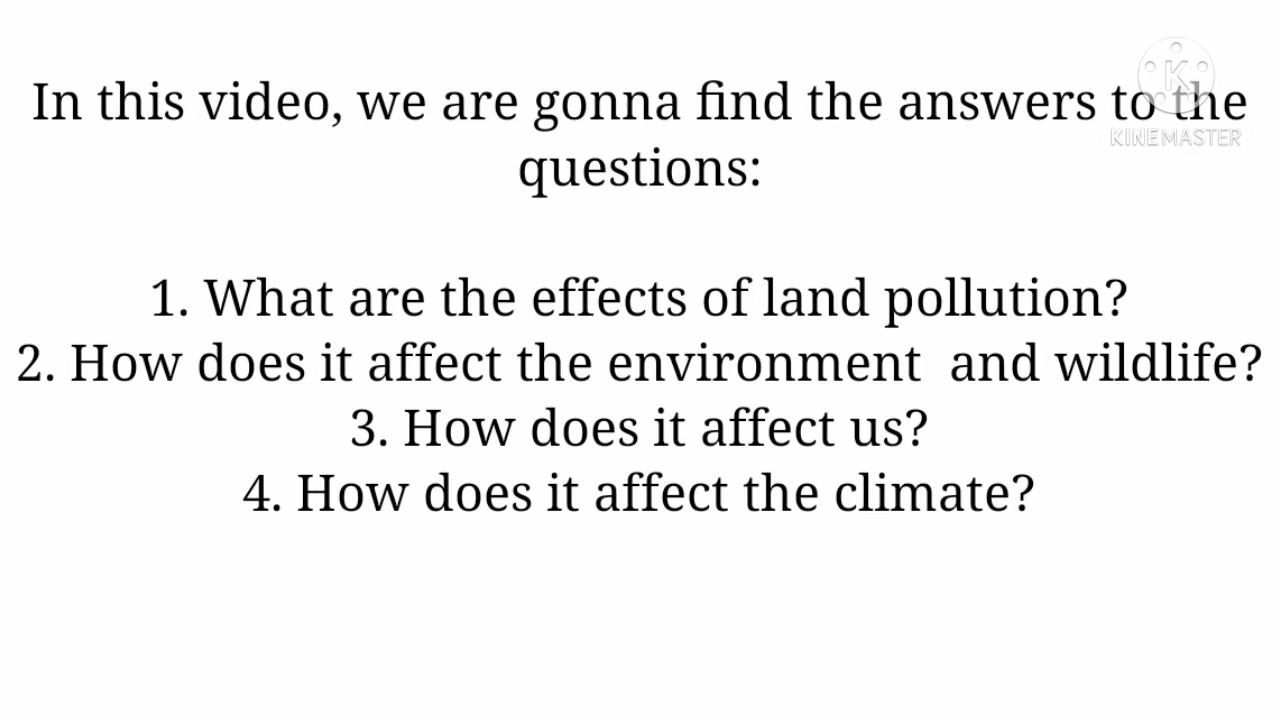 In this video, we are gonna find the answers to the
questions:
1. What are the effects of land pollution?
2. How does it affect the environment  and wildlife?
3. How does it affect us?
4. How does it affect the climate?
K
KINEMASTER